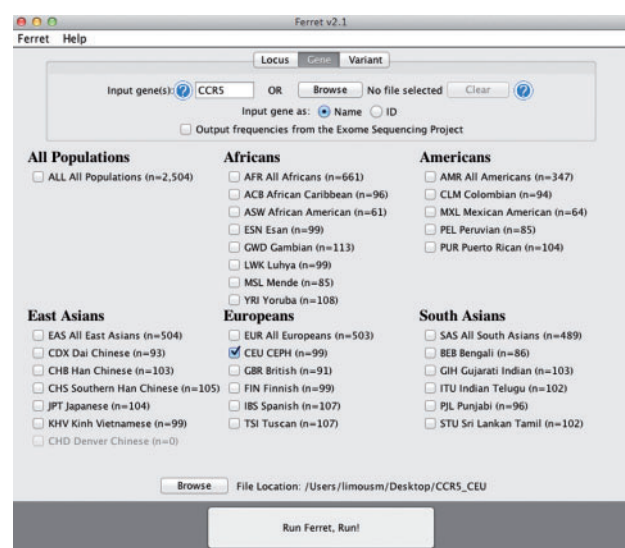 Ferret v2.1
Ferret Help
Locus Gene Variant
Input gene(s): ? CCR5 OR Browse No file selected Clear ?
Input gene as: Name ID
Output frequencies from the Exome Sequencing Project
All Populations
ALL All Populations (n=2,504)
Africans
AFR All Africans (n=661)
ACB African Caribbean (n=96)
ASW African American (n=61)
ESN Esan (n=99)
GWD Gambian (n=113)
LWK Luhya (n=99)
MSL Mende (n=85)
YRI Yoruba (n=108)
Americans
AMR All Americans (n=347)
CLM Colombian (n=94)
MXL Mexican American (n=64)
PEL Peruvian (n=85)
PUR Puerto Rican (n=104)
East Asians
EAS All East Asians (n=504)
CDX Dai Chinese (n=93)
CHB Han Chinese (n=103)
CHS Southern Han Chinese (n=105)
JPT Japanese (n=104)
KHV Kinh Vietnamese (n=99)
CHD Denver Chinese (n=0)
Europeans
EUR All Europeans (n=503)
CEU CEPH (n=99)
GBR British (n=91)
FIN Finnish (n=99)
IBS Spanish (n=107)
TSI Tuscan (n=107)
South Asians
SAS All South Asians (n=489)
BEB Bengali (n=86)
GIH Gujarati Indian (n=103)
ITU Indian Telugu (n=102)
PJL Punjabi (n=96)
STU Sri Lankan Tamil (n=102)
Browse File Location: /Users/limousm/Desktop/CCR5_CEU
Run Ferret, Run!